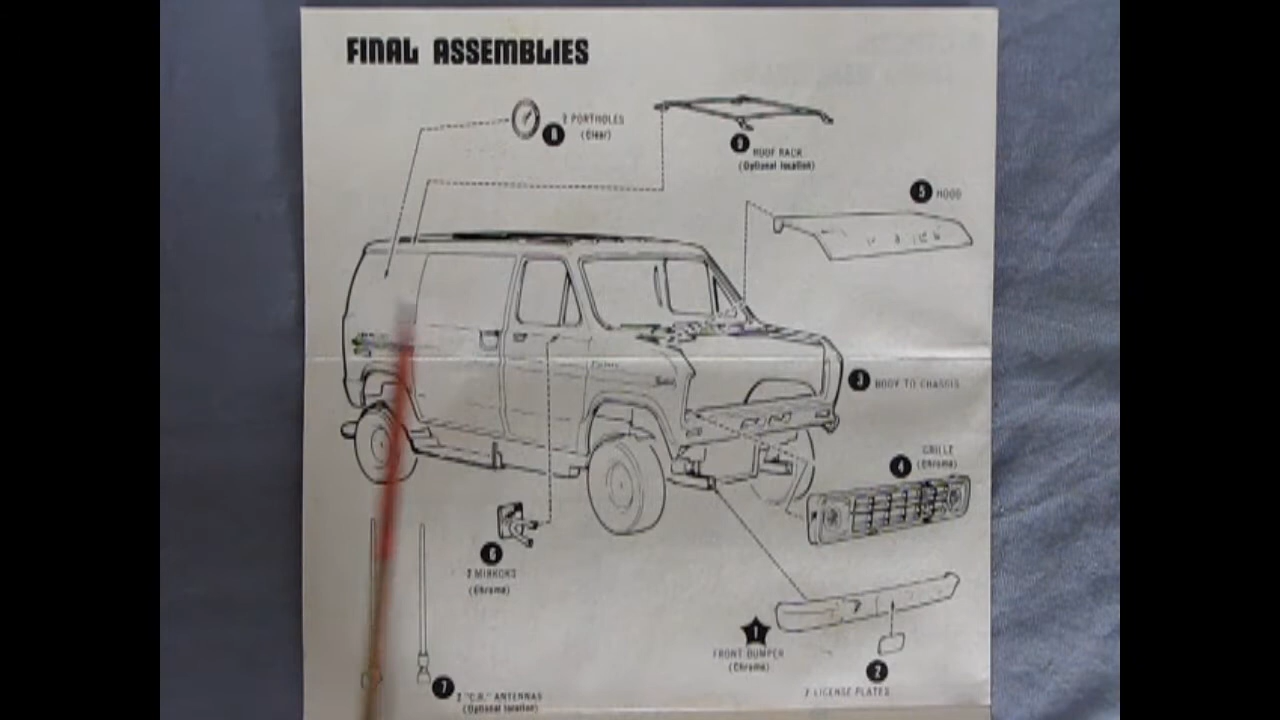 FINAL ASSEMBLIES
8
2 PORTHOLES
(Clear)
9
ROOF RACK
(Optional location)
5
HOOD
3
BODY TO CHASSIS
GRILLE
4
(Chrome)
6
2 MIRRORS
(Chrome)
1
FRONT BUMPER
(Chrome)
2
2 LICENSE PLATES
7
2 "C.B." ANTENNAS
(Optional location)